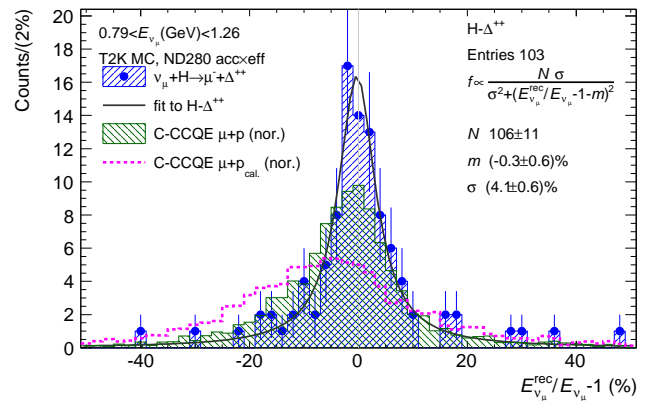 0.79<E_νμ(GeV)<1.26
T2K MC, ND280 acc×eff
ν_μ+H→μ⁻+Δ⁺⁺
fit to H-Δ⁺⁺
C-CCQE μ+p (nor.)
C-CCQE μ+p_cal. (nor.)
H-Δ⁺⁺
Entries 103
f∝ N σ / σ²+(E^rec_νμ/E_νμ-1-m)²
N 106±11
m (-0.3±0.6)%
σ (4.1±0.6)%
Counts/(2%)
20
18
16
14
12
10
8
6
4
2
0
-40 -20 0 20 40
E^rec_νμ/E_νμ-1 (%)